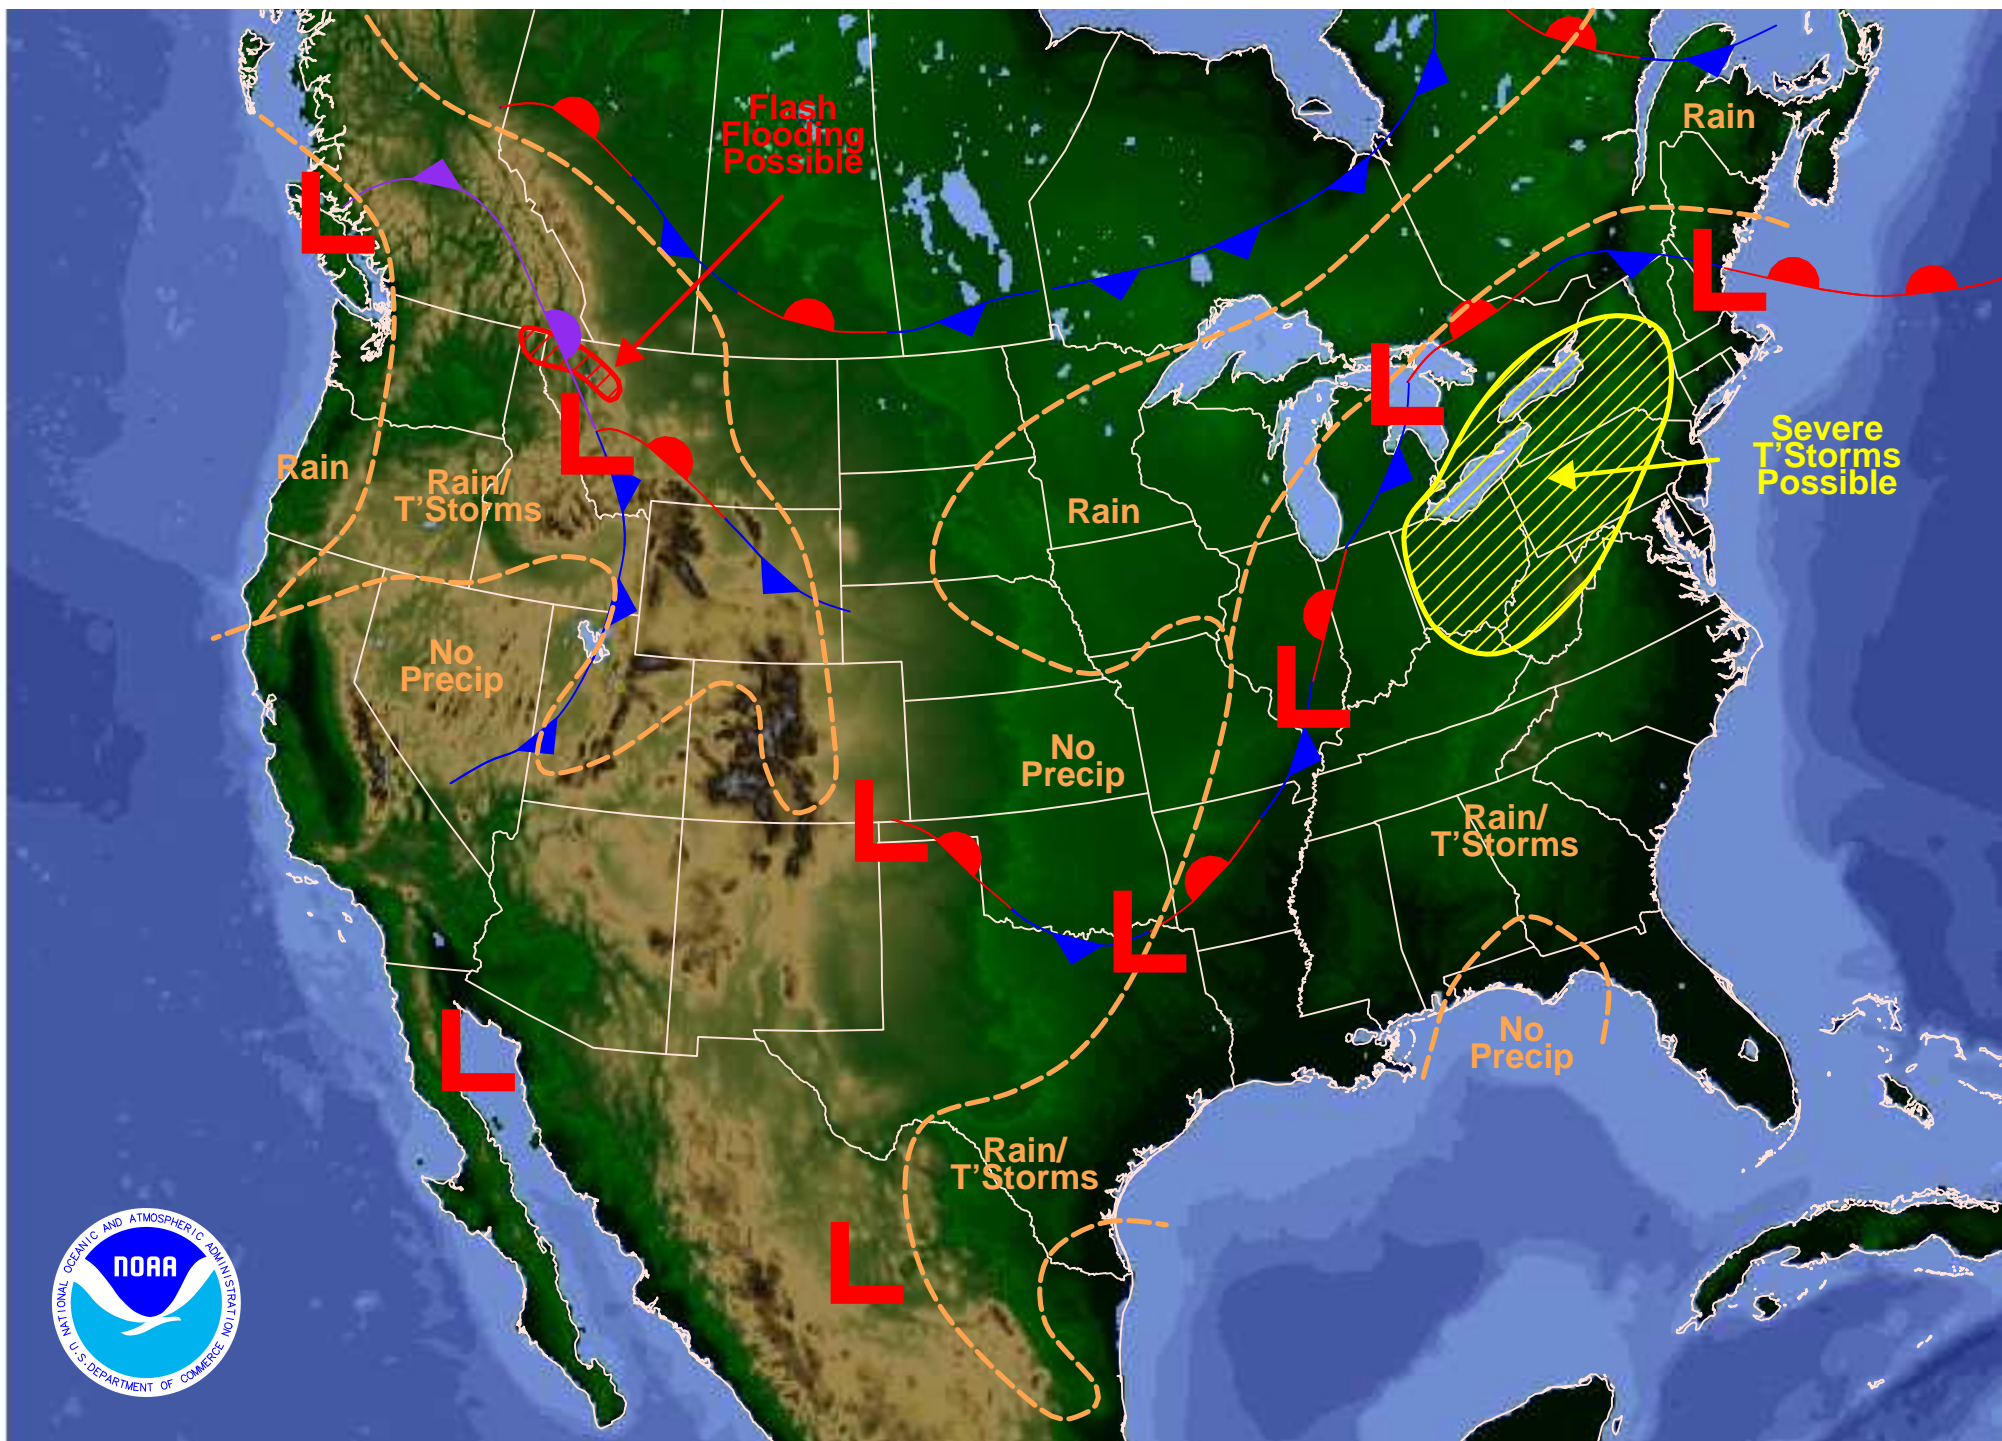 Flash
Flooding
Possible
Rain
L
L
L
L
Severe
T'Storms
Possible
Rain
Rain/
T'Storms
Rain
No
Precip
L
No
Precip
L
Rain/
T'Storms
L
L
No
Precip
Rain/
T'Storms
L
NATIONAL OCEANIC AND ATMOSPHERIC ADMINISTRATION
NOAA
U.S. DEPARTMENT OF COMMERCE